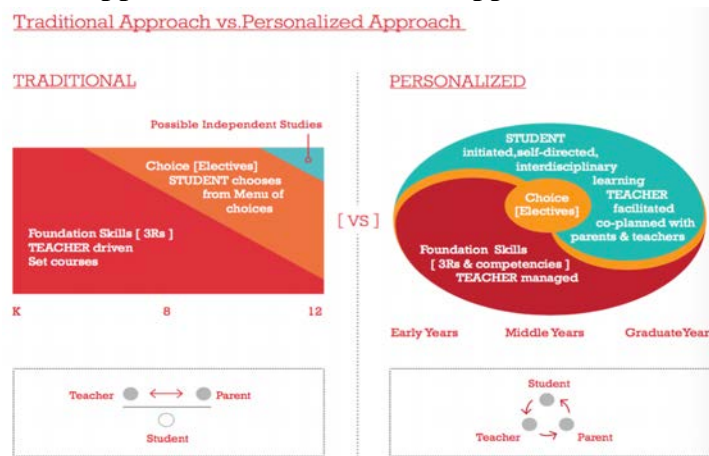 Traditional Approach vs.Personalized Approach
TRADITIONAL
Possible Independent Studies
Choice [Electives]
STUDENT chooses
from Menu of
choices
Foundation Skills [ 3Rs ]
TEACHER driven
Set courses
K 8 12
Teacher Parent
Student
[ VS ]
PERSONALIZED
STUDENT
initiated,self-directed,
interdisciplinary
learning
TEACHER
facilitated
co-planned with
parents & teachers
Choice
[Electives]
Foundation Skills
[ 3Rs & competencies ]
TEACHER managed
Early Years Middle Years GraduateYear
Student
Teacher Parent